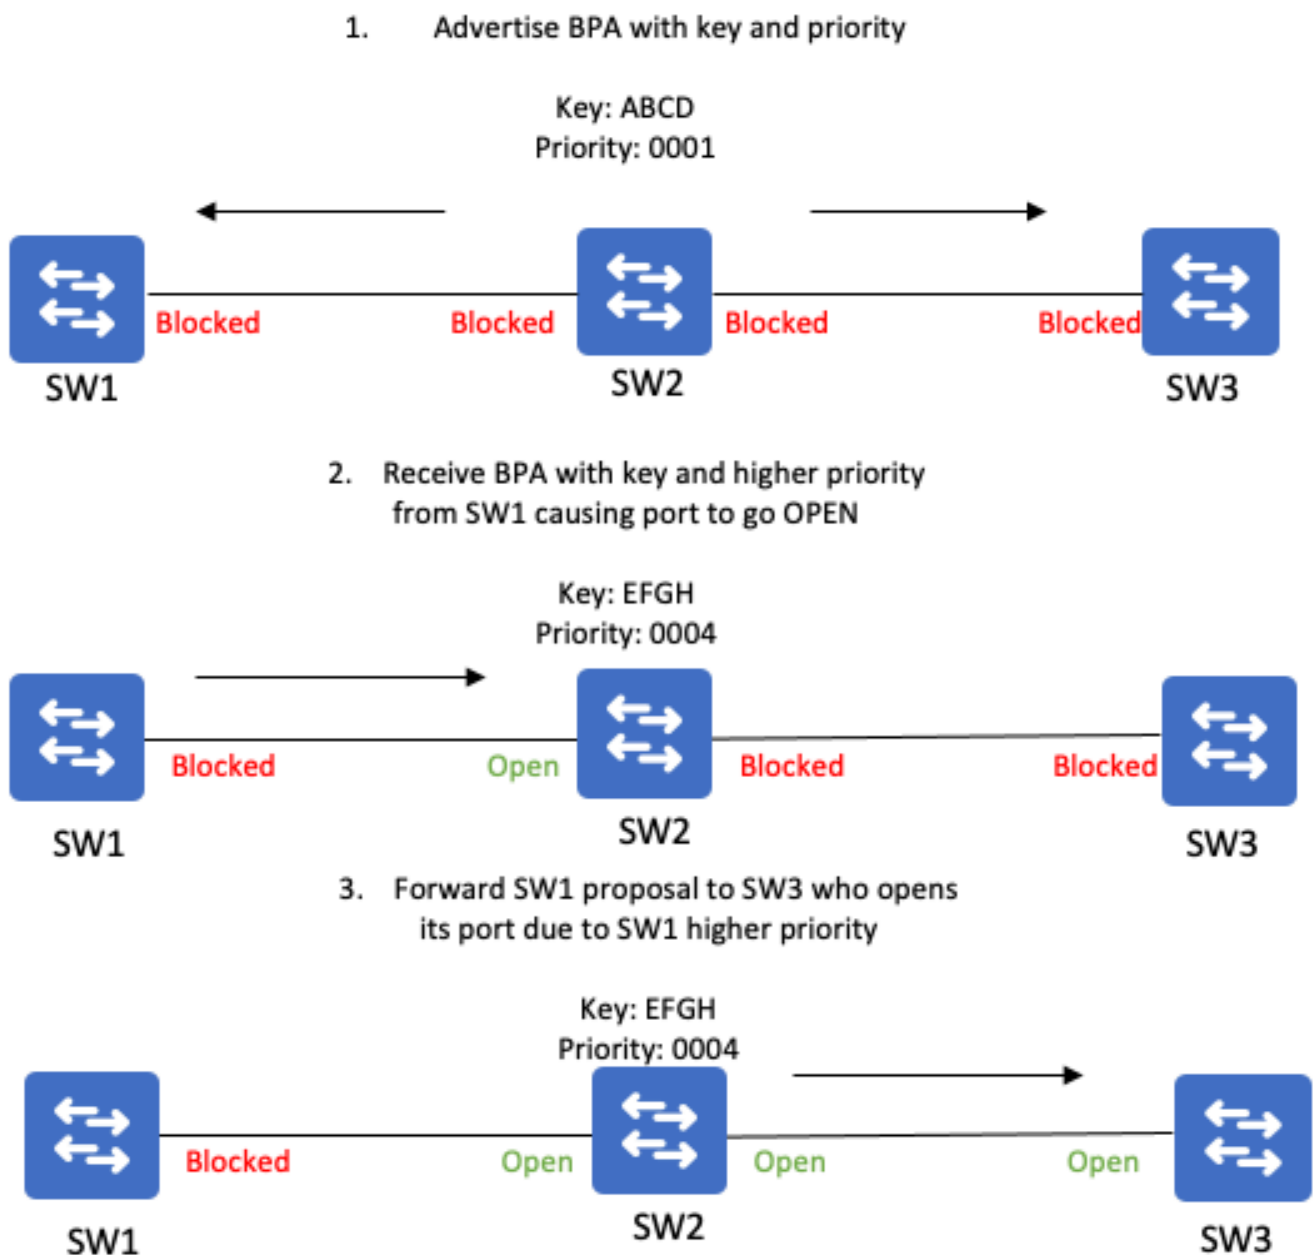 1. Advertise BPA with key and priority
Key: ABCD
Priority: 0001
Blocked Blocked Blocked Blocked
SW1 SW2 SW3
2. Receive BPA with key and higher priority
from SW1 causing port to go OPEN
Key: EFGH
Priority: 0004
Blocked Open Blocked Blocked
SW1 SW2 SW3
3. Forward SW1 proposal to SW3 who opens
its port due to SW1 higher priority
Key: EFGH
Priority: 0004
Blocked Open Open Open
SW1 SW2 SW3